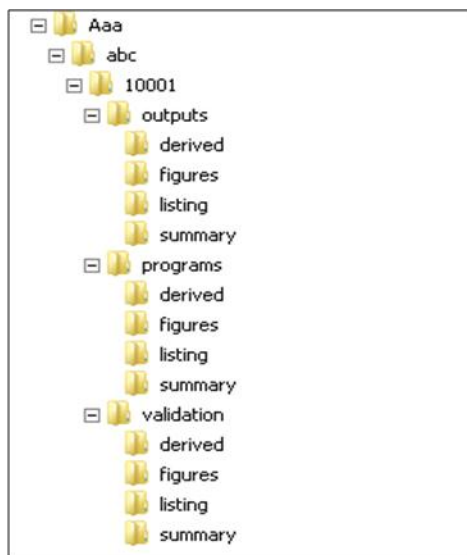 Aaa
abc
10001
outputs
derived
figures
listing
summary
programs
derived
figures
listing
summary
validation
derived
figures
listing
summary